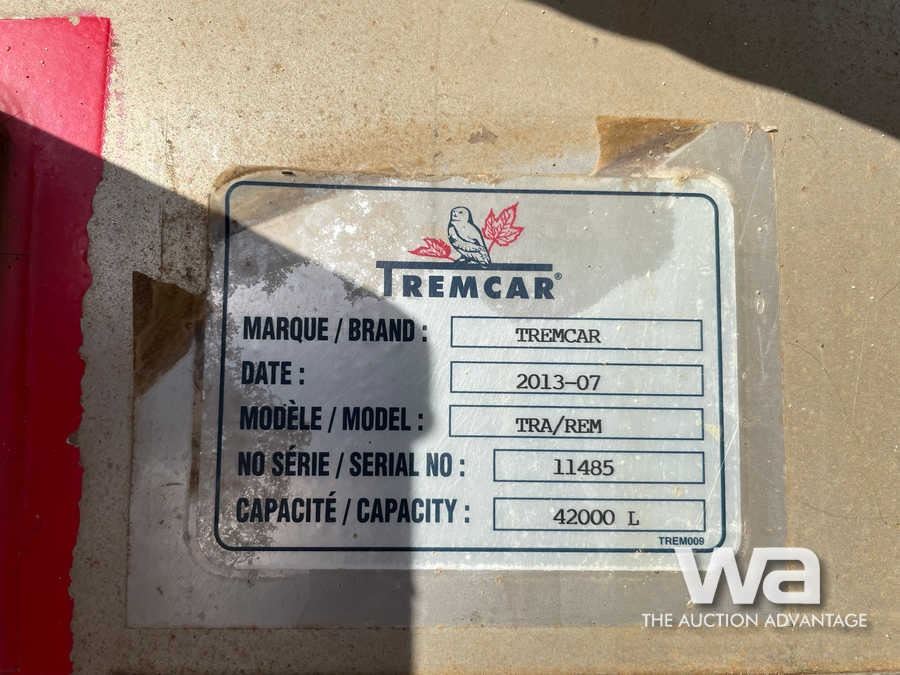 TREMCAR®
MARQUE / BRAND : TREMCAR
DATE : 2013-07
MODÈLE / MODEL : TRA/REM
NO SÉRIE / SERIAL NO : 11485
CAPACITÉ / CAPACITY : 42000 L
TREM009
wa
THE AUCTION ADVANTAGE